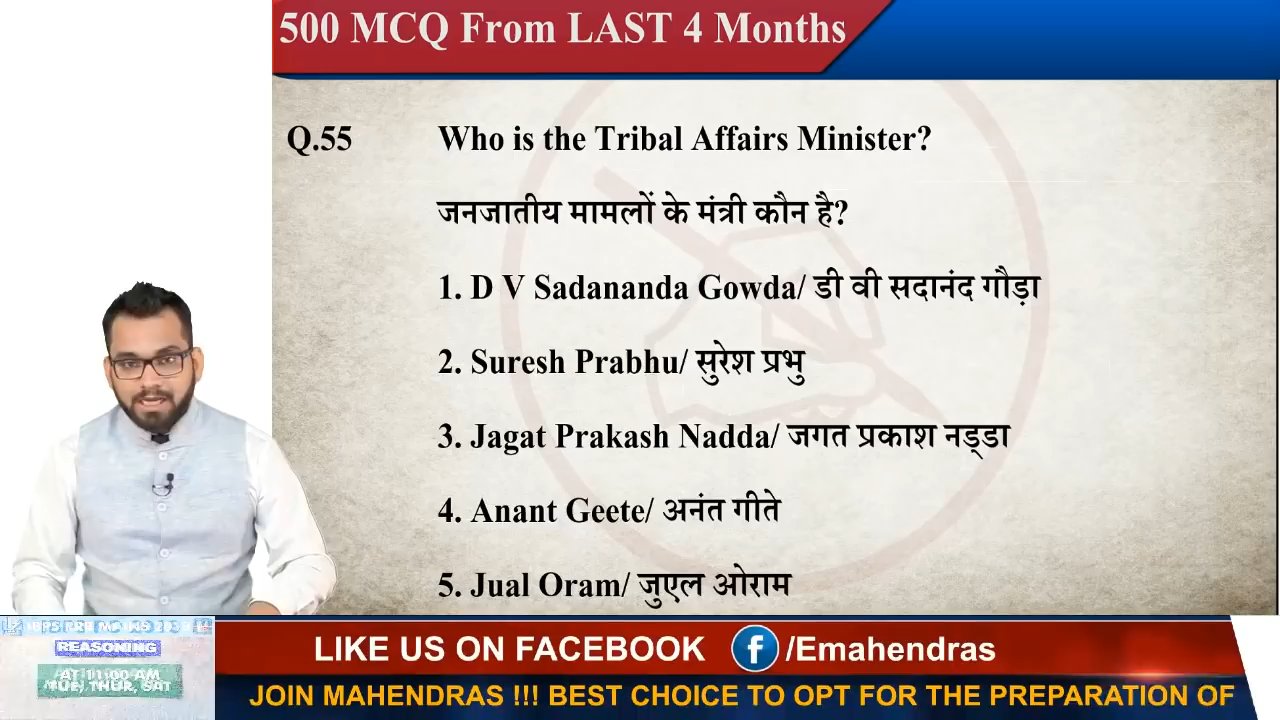 500 MCQ From LAST 4 Months
Q.55 Who is the Tribal Affairs Minister?
जनजातीय मामलों के मंत्री कौन है?
1. D V Sadananda Gowda/ डी वी सदानंद गौड़ा
2. Suresh Prabhu/ सुरेश प्रभु
3. Jagat Prakash Nadda/ जगत प्रकाश नड्डा
4. Anant Geete/ अनंत गीते
5. Jual Oram/ जुएल ओराम
REASONING
AT 11:00 AM
TUE, THUR, SAT
LIKE US ON FACEBOOK f /Emahendras
JOIN MAHENDRAS !!! BEST CHOICE TO OPT FOR THE PREPARATION OF